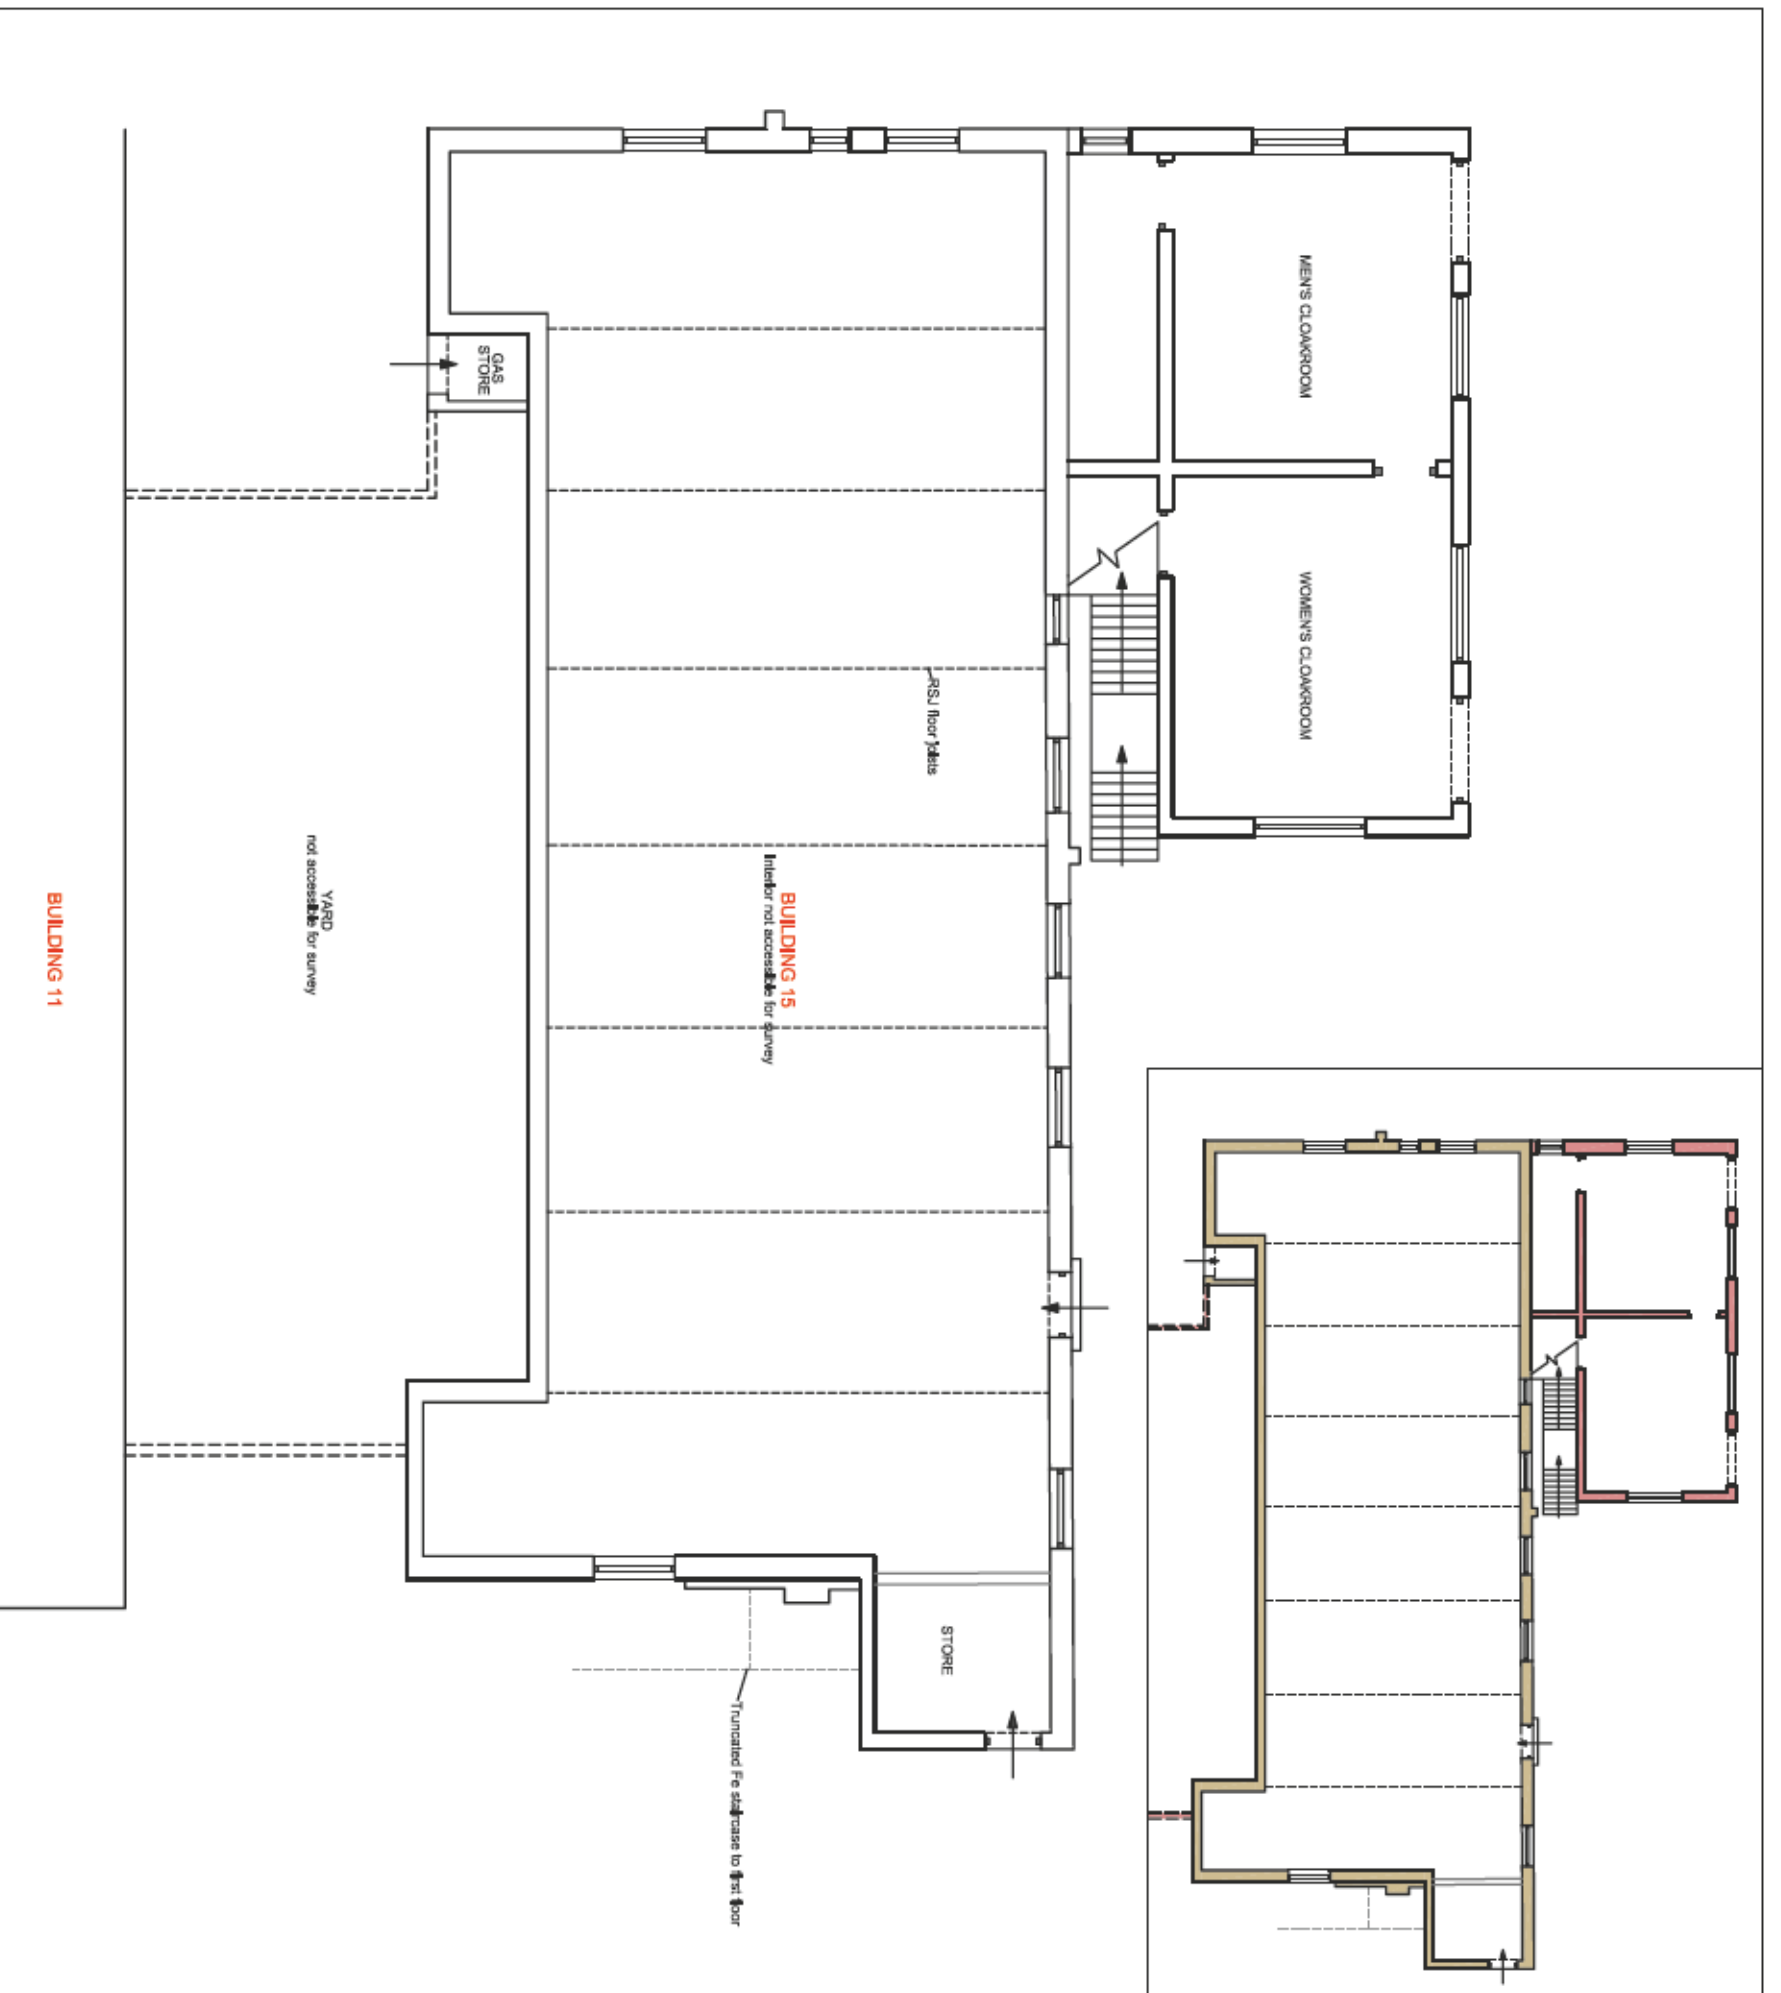 MEN'S CLOAKROOM
WOMEN'S CLOAKROOM
GAS
STORE
RSJ floor joists
BUILDING 15
Interior not accessible for survey
YARD
not accessible for survey
BUILDING 11
STORE
Truncated Fe staircase to first floor